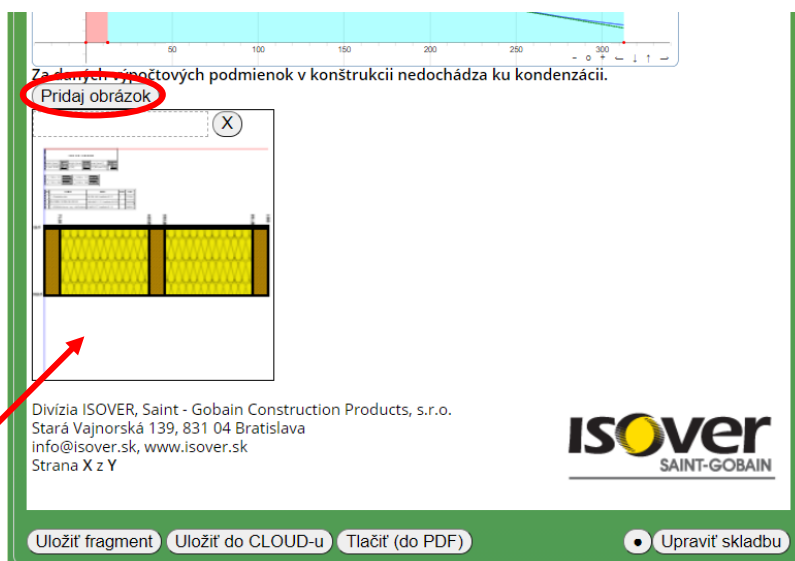 50 100 150 200 250 300
- o + ← ↓ ↑ →
Za daných výpočtových podmienok v konštrukcii nedochádza ku kondenzácii.
Pridaj obrázok
X
Divízia ISOVER, Saint - Gobain Construction Products, s.r.o.
Stará Vajnorská 139, 831 04 Bratislava
info@isover.sk, www.isover.sk
Strana X z Y
ISOver
SAINT-GOBAIN
Uložiť fragment Uložiť do CLOUD-u Tlačiť (do PDF) ● Upraviť skladbu